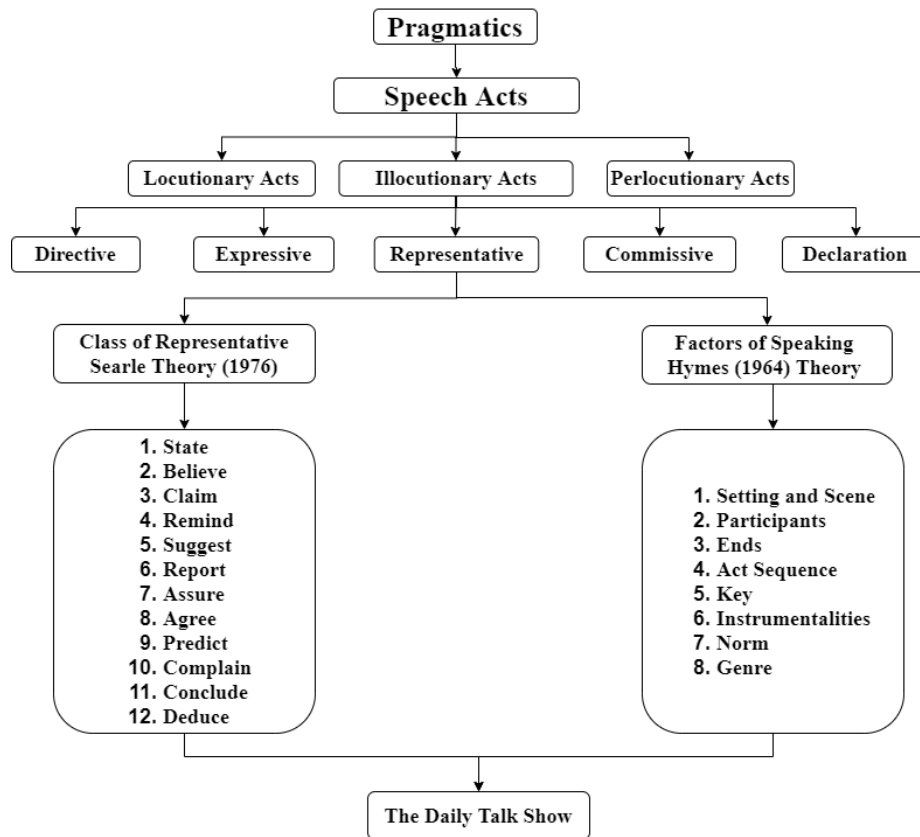 Pragmatics
Speech Acts
Locutionary Acts
Illocutionary Acts
Perlocutionary Acts
Directive
Expressive
Representative
Commissive
Declaration
Class of Representative
Searle Theory (1976)
Factors of Speaking
Hymes (1964) Theory
1. State
2. Believe
3. Claim
4. Remind
5. Suggest
6. Report
7. Assure
8. Agree
9. Predict
10. Complain
11. Conclude
12. Deduce
1. Setting and Scene
2. Participants
3. Ends
4. Act Sequence
5. Key
6. Instrumentalities
7. Norm
8. Genre
The Daily Talk Show